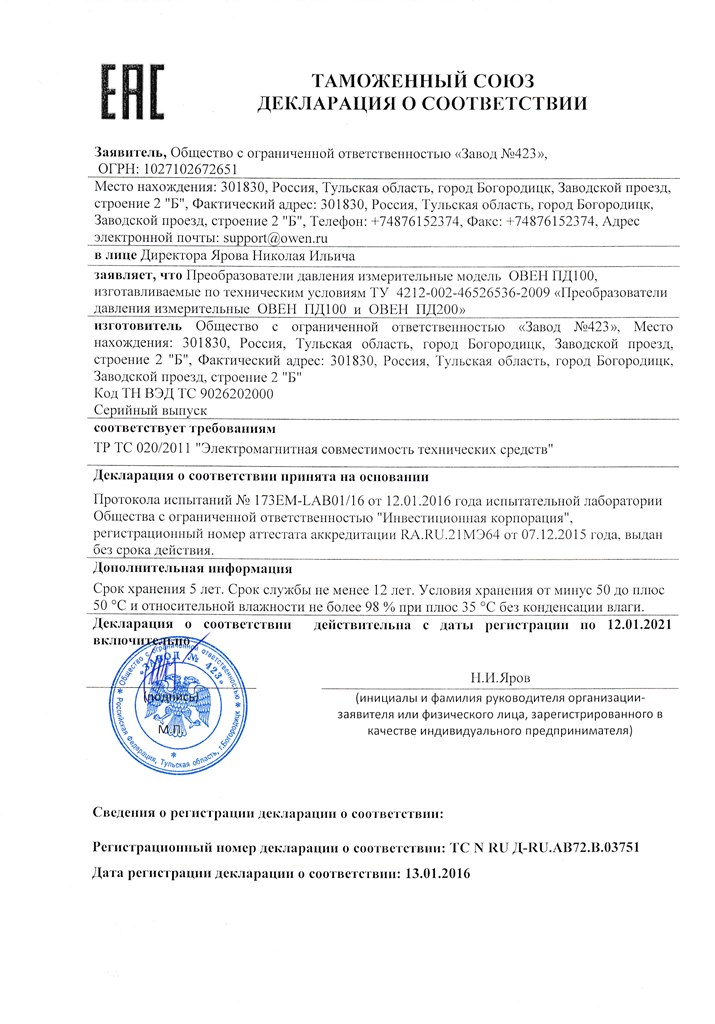 ЕАС
ТАМОЖЕННЫЙ СОЮЗ
ДЕКЛАРАЦИЯ О СООТВЕТСТВИИ
Заявитель, Общество с ограниченной ответственностью «Завод №423»,
ОГРН: 1027102672651
Место нахождения: 301830, Россия, Тульская область, город Богородицк, Заводской проезд,
строение 2 "Б", Фактический адрес: 301830, Россия, Тульская область, город Богородицк,
Заводской проезд, строение 2 "Б", Телефон: +74876152374, Факс: +74876152374, Адрес
электронной почты: support@owen.ru
в лице Директора Ярова Николая Ильича
заявляет, что Преобразователи давления измерительные модель ОВЕН ПД100,
изготавливаемые по техническим условиям ТУ 4212-002-46526536-2009 «Преобразователи
давления измерительные ОВЕН ПД100 и ОВЕН ПД200»
изготовитель Общество с ограниченной ответственностью «Завод №423», Место
нахождения: 301830, Россия, Тульская область, город Богородицк, Заводской проезд,
строение 2 "Б", Фактический адрес: 301830, Россия, Тульская область, город Богородицк,
Заводской проезд, строение 2 "Б"
Код ТН ВЭД ТС 9026202000
Серийный выпуск
соответствует требованиям
ТР ТС 020/2011 "Электромагнитная совместимость технических средств"
Декларация о соответствии принята на основании
Протокола испытаний № 173EM-LAB01/16 от 12.01.2016 года испытательной лаборатории
Общества с ограниченной ответственностью "Инвестиционная корпорация",
регистрационный номер аттестата аккредитации RA.RU.21МЭ64 от 07.12.2015 года, выдан
без срока действия.
Дополнительная информация
Срок хранения 5 лет. Срок службы не менее 12 лет. Условия хранения от минус 50 до плюс
50 °С и относительной влажности не более 98 % при плюс 35 °С без конденсации влаги.
Декларация о соответствии действительна с даты регистрации по 12.01.2021
включительно
Общество с ограниченной ответственностью
«ЗАВОД № 423»
Российская Федерация, Тульская область, г.Богородицк
(подпись)
М.П.
Н.И.Яров
(инициалы и фамилия руководителя организации-
заявителя или физического лица, зарегистрированного в
качестве индивидуального предпринимателя)
Сведения о регистрации декларации о соответствии:
Регистрационный номер декларации о соответствии: ТС N RU Д-RU.АВ72.В.03751
Дата регистрации декларации о соответствии: 13.01.2016